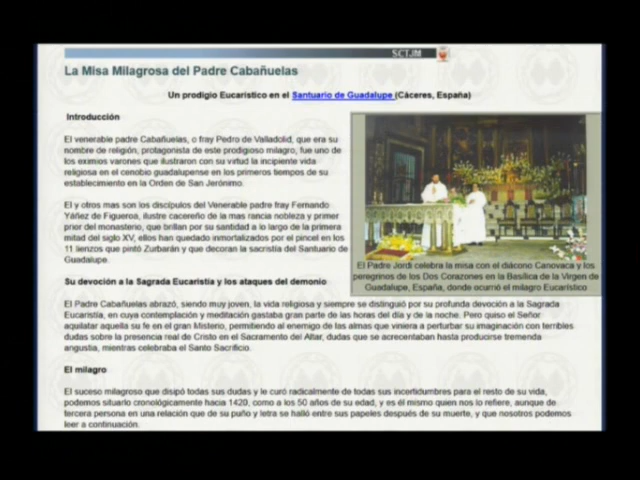 SCTJM
La Misa Milagrosa del Padre Cabañuelas
Un prodigio Eucarístico en el Santuario de Guadalupe (Cáceres, España)
Introducción
El venerable padre Cabañuelas, o fray Pedro de Valladolid, que era su
nombre de religión, protagonista de este prodigioso milagro, fue uno de
los eximios varones que ilustraron con su virtud la incipiente vida
religiosa en el cenobio guadalupense en los primeros tiempos de su
establecimiento en la Orden de San Jerónimo.
El y otros mas son los discípulos del Venerable padre fray Fernando
Yáñez de Figueroa, ilustre cacereño de la mas rancia nobleza y primer
prior del monasterio, que brillan por su santidad a lo largo de la primera
mitad del siglo XV, ellos han quedado inmortalizados por el pincel en los
11 lienzos que pintó Zurbarán y que decoran la sacristía del Santuario de
Guadalupe.
El Padre Jordi celebra la misa con el diácono Canovaca y los
peregrinos de los Dos Corazones en la Basílica de la Virgen de
Guadalupe, España, donde ocurrió el milagro Eucarístico
Su devoción a la Sagrada Eucaristía y los ataques del demonio
El Padre Cabañuelas abrazó, siendo muy joven, la vida religiosa y siempre se distinguió por su profunda devoción a la Sagrada
Eucaristía, en cuya contemplación y meditación gastaba gran parte de las horas del día y de la noche. Pero quiso el Señor
aquilatar aquella su fe en el gran Misterio, permitiendo al enemigo de las almas que viniera a perturbar su imaginación con terribles
dudas sobre la presencia real de Cristo en el Sacramento del Altar, dudas que se acrecentaban hasta producirse tremenda
angustia, mientras celebraba el Santo Sacrificio.
El milagro
El suceso milagroso que disipó todas sus dudas y le curó radicalmente de todas sus incertidumbres para el resto de su vida,
podemos situarlo cronológicamente hacia 1420, como a los 50 años de su edad, y es él mismo quien nos lo refiere, aunque de
tercera persona en una relación que de su puño y letra se halló entre sus papeles después de su muerte, y que nosotros podemos
leer a continuación.